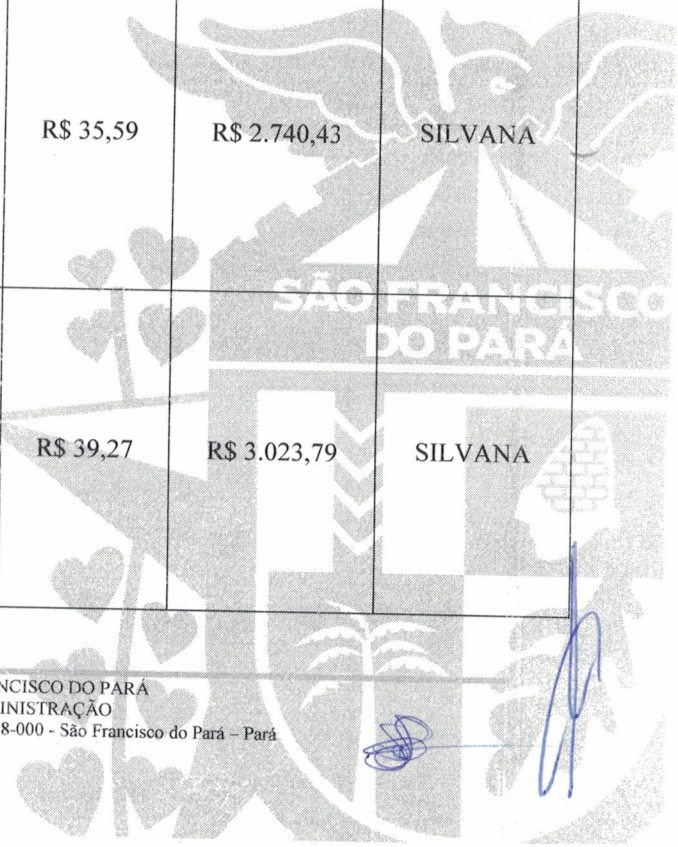 R$ 35,59 R$ 2.740,43 SILVANA
SÃO FRANCISCO
DO PARÁ
R$ 39,27 R$ 3.023,79 SILVANA
NCISCO DO PARÁ
INISTRAÇÃO
8-000 - São Francisco do Pará – Pará